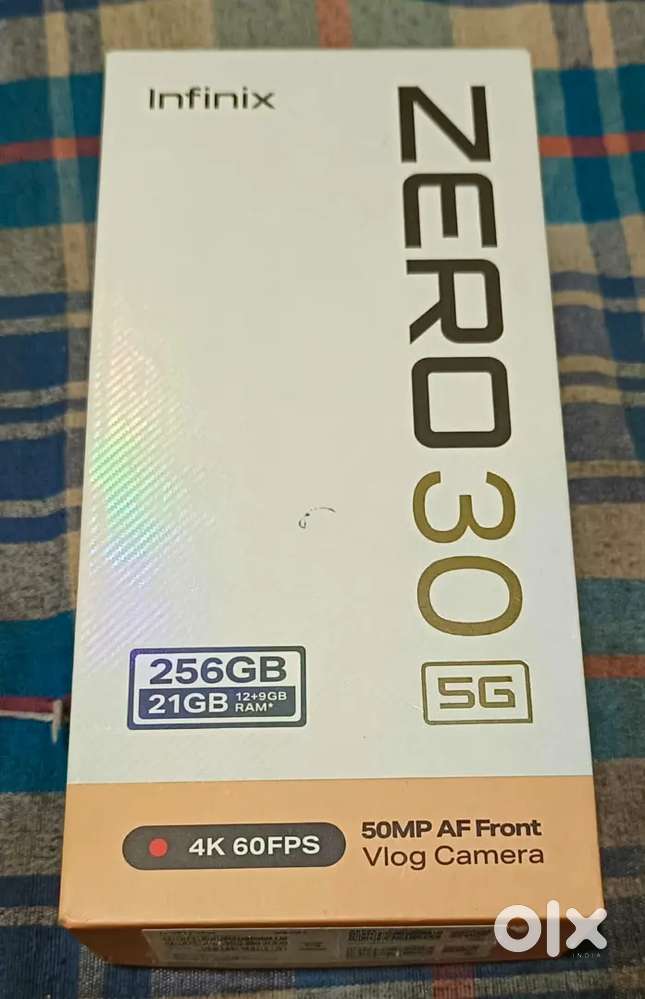 Infinix
ZERO 30
5G
256GB
21GB 12+9GB RAM*
4K 60FPS
50MP AF Front
Vlog Camera
olx
INDIA